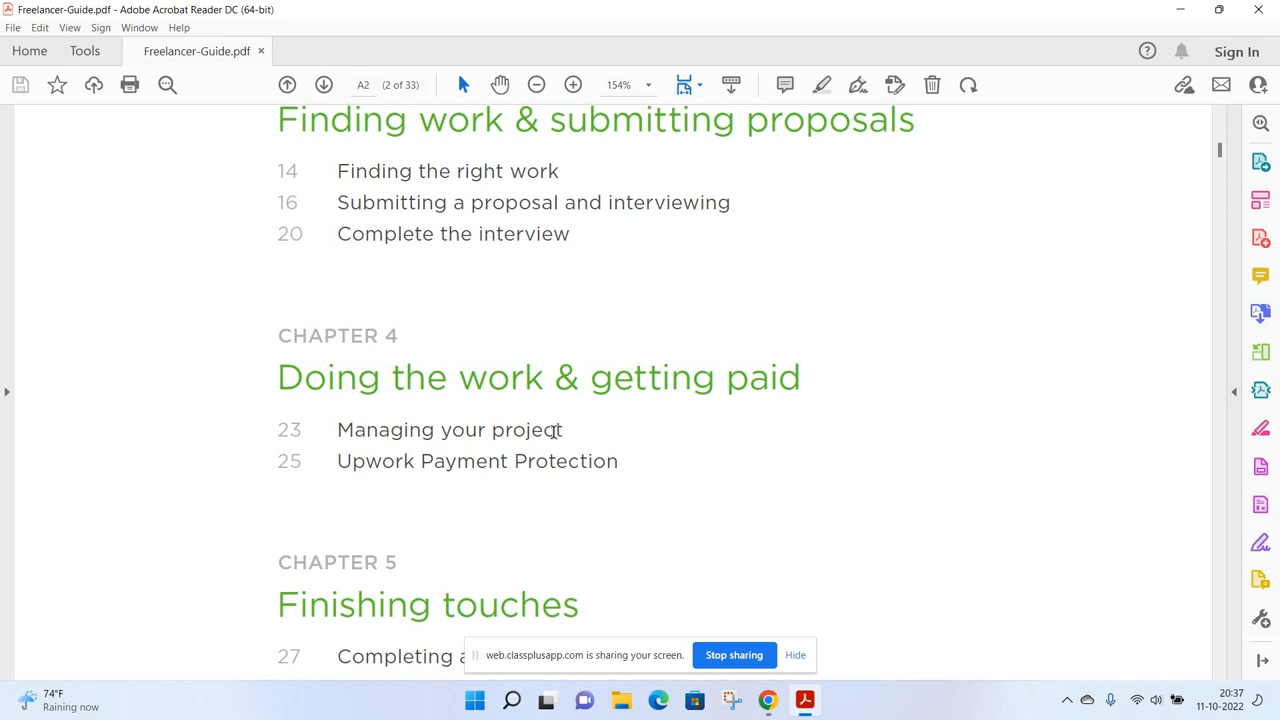 Freelancer-Guide.pdf - Adobe Acrobat Reader DC (64-bit)
File Edit View Sign Window Help
Home Tools Freelancer-Guide.pdf × Sign In
A2 (2 of 33) 154%
Finding work & submitting proposals
14 Finding the right work
16 Submitting a proposal and interviewing
20 Complete the interview
CHAPTER 4
Doing the work & getting paid
23 Managing your project
25 Upwork Payment Protection
CHAPTER 5
Finishing touches
27 Completing a
web.classplusapp.com is sharing your screen. Stop sharing Hide
74°F
Raining now
20:37
11-10-2022